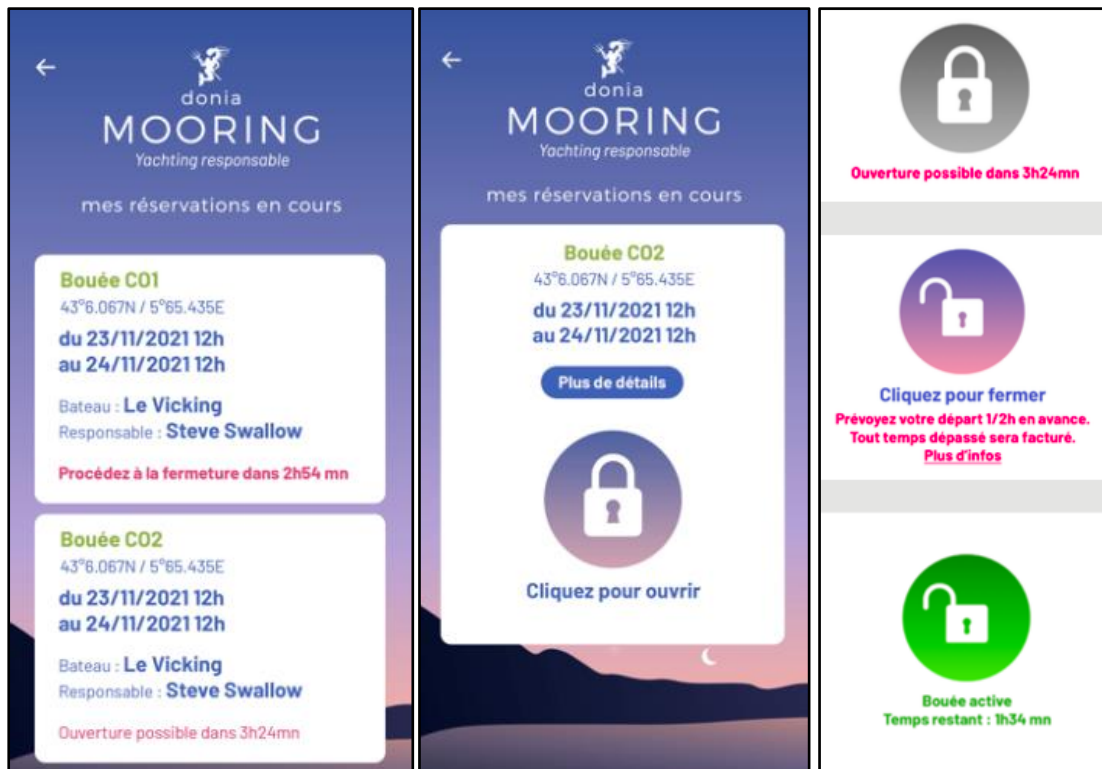 donia
MOORING
Yachting responsable
mes réservations en cours
Bouée C01
43°6.067N / 5°65.435E
du 23/11/2021 12h
au 24/11/2021 12h
Bateau : Le Vicking
Responsable : Steve Swallow
Procédez à la fermeture dans 2h54 mn
Bouée C02
43°6.067N / 5°65.435E
du 23/11/2021 12h
au 24/11/2021 12h
Bateau : Le Vicking
Responsable : Steve Swallow
Ouverture possible dans 3h24mn
donia
MOORING
Yachting responsable
mes réservations en cours
Bouée C02
43°6.067N / 5°65.435E
du 23/11/2021 12h
au 24/11/2021 12h
Plus de détails
Cliquez pour ouvrir
Ouverture possible dans 3h24mn
Cliquez pour fermer
Prévoyez votre départ 1/2h en avance.
Tout temps dépassé sera facturé.
Plus d'infos
Bouée active
Temps restant : 1h34 mn